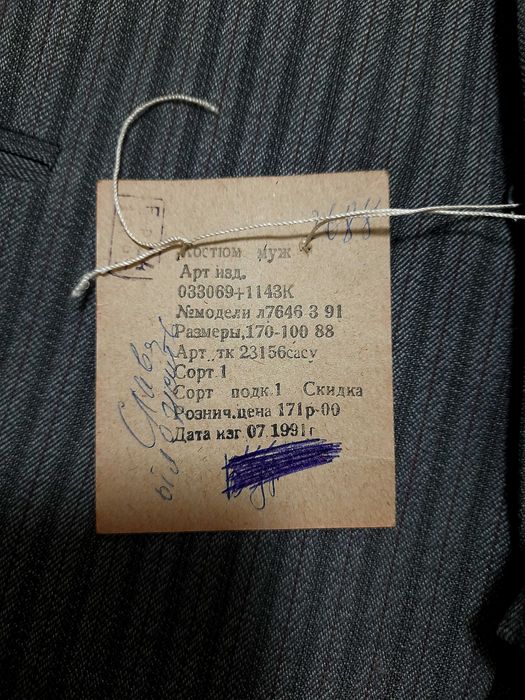 Костюм муж
Арт изд.
033069+1143К
№модели л7646 3 91
Размеры,170-100 88
Арт. тк 23156сасу
Сорт 1
Сорт подк 1 Скидка
Рознич.цена 171р-00
Дата изг 07.1991г